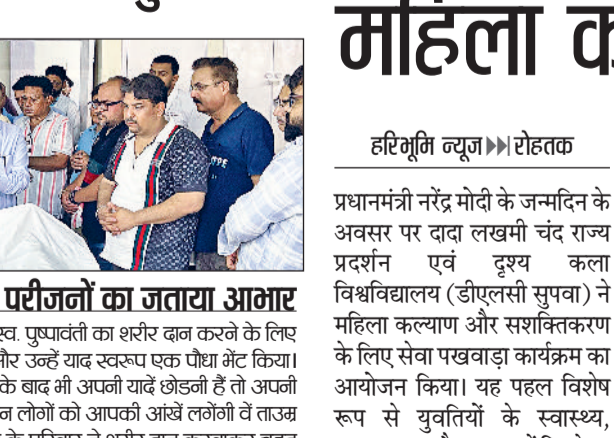 परीजनों का जताया आभार
स्व. पुष्पावंती का शरीर दान करने के लिए
और उन्हें याद स्वरूप एक पौधा भेंट किया।
के बाद भी अपनी यादें छोडनी हैं तो अपनी
लोगों को आपकी आंखें लगेंगी वें ताउम्र
महिला
हरिभूमि न्यूज रोहतक
प्रधानमंत्री नरेंद्र मोदी के जन्मदिन के
अवसर पर दादा लखमी चंद राज्य
प्रदर्शन एवं दृश्य कला
विश्वविद्यालय (डीएलसी सुपवा) ने
महिला कल्याण और सशक्तिकरण
के लिए सेवा पखवाड़ा कार्यक्रम का
आयोजन किया। यह पहल विशेष
रूप से युवतियों के स्वास्थ्य,